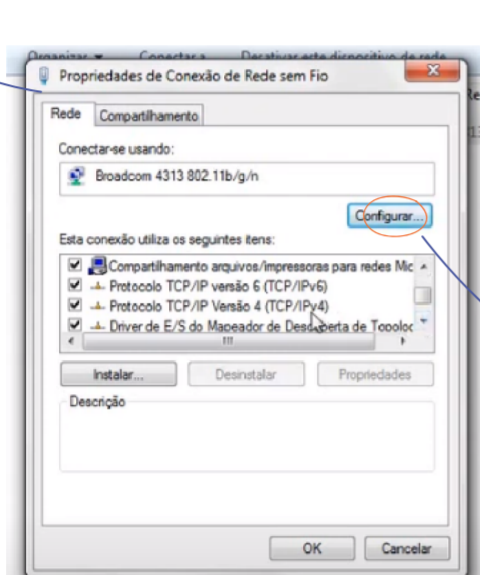 Organizar Conectar a Desativar este dispositivo de rede
Propriedades de Conexão de Rede sem Fio
Rede Compartilhamento
Conectar-se usando:
Broadcom 4313 802.11b/g/n
Configurar...
Esta conexão utiliza os seguintes itens:
Compartilhamento arquivos/impressoras para redes Mic
Protocolo TCP/IP versão 6 (TCP/IPv6)
Protocolo TCP/IP Versão 4 (TCP/IPv4)
Driver de E/S do Mapeador de Descoberta de Topoloc
Instalar... Desinstalar Propriedades
Descrição
OK Cancelar